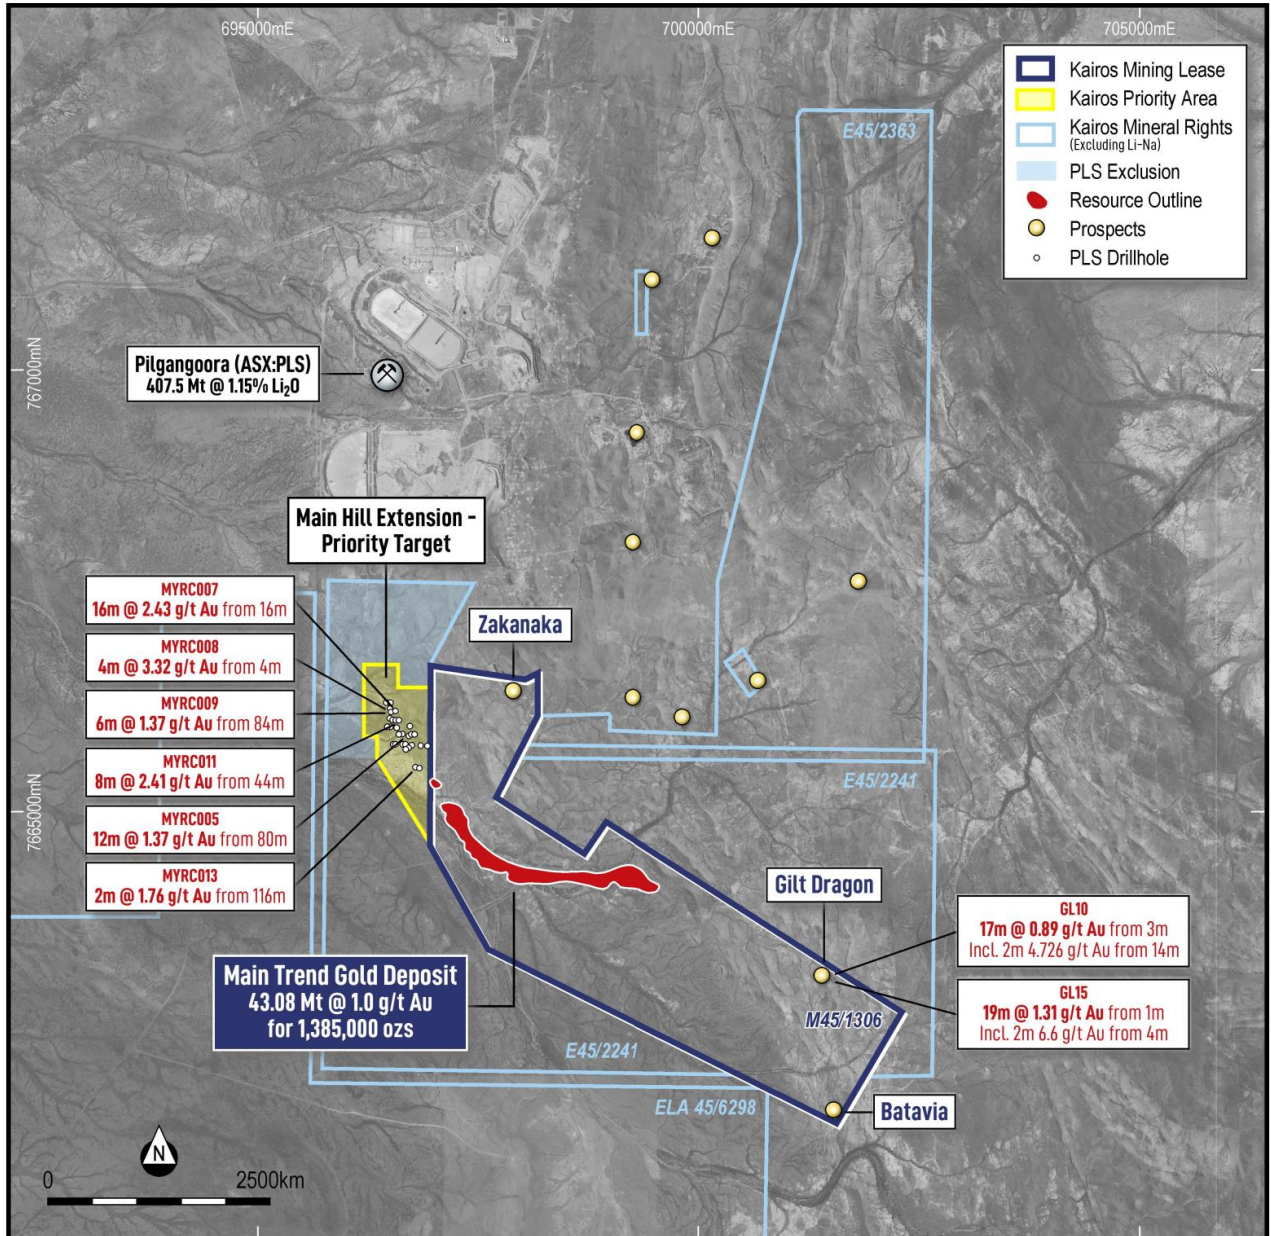 695000mE
700000mE
705000mE
Kairos Mining Lease
Kairos Priority Area
Kairos Mineral Rights
(Excluding Li-Na)
PLS Exclusion
Resource Outline
Prospects
PLS Drillhole
E45/2363
767000mN
Pilgangoora (ASX:PLS)
407.5 Mt @ 1.15% Li₂O
Main Hill Extension -
Priority Target
MYRC007
16m @ 2.43 g/t Au from 16m
MYRC008
4m @ 3.32 g/t Au from 4m
MYRC009
6m @ 1.37 g/t Au from 84m
MYRC011
8m @ 2.41 g/t Au from 44m
MYRC005
12m @ 1.37 g/t Au from 80m
MYRC013
2m @ 1.76 g/t Au from 116m
Zakanaka
E45/2241
7665000mN
Gilt Dragon
GL10
17m @ 0.89 g/t Au from 3m
Incl. 2m 4.726 g/t Au from 14m
GL15
19m @ 1.31 g/t Au from 1m
Incl. 2m 6.6 g/t Au from 4m
Main Trend Gold Deposit
43.08 Mt @ 1.0 g/t Au
for 1,385,000 ozs
M45/1306
E45/2241
ELA 45/6298
Batavia
N
0
2500km